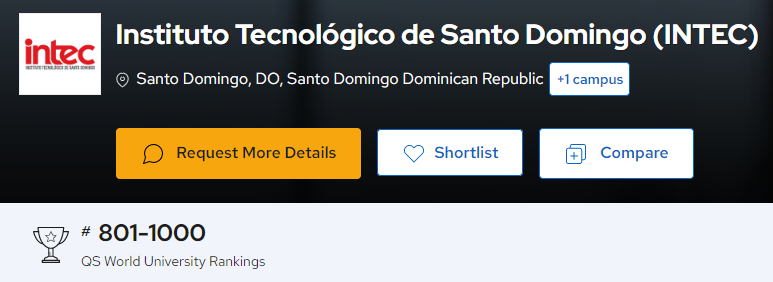 intec
INSTITUTO TECNOLÓGICO DE SANTO DOMINGO
Instituto Tecnológico de Santo Domingo (INTEC)
Santo Domingo, DO, Santo Domingo Dominican Republic +1 campus
Request More Details
Shortlist
Compare
# 801-1000
QS World University Rankings